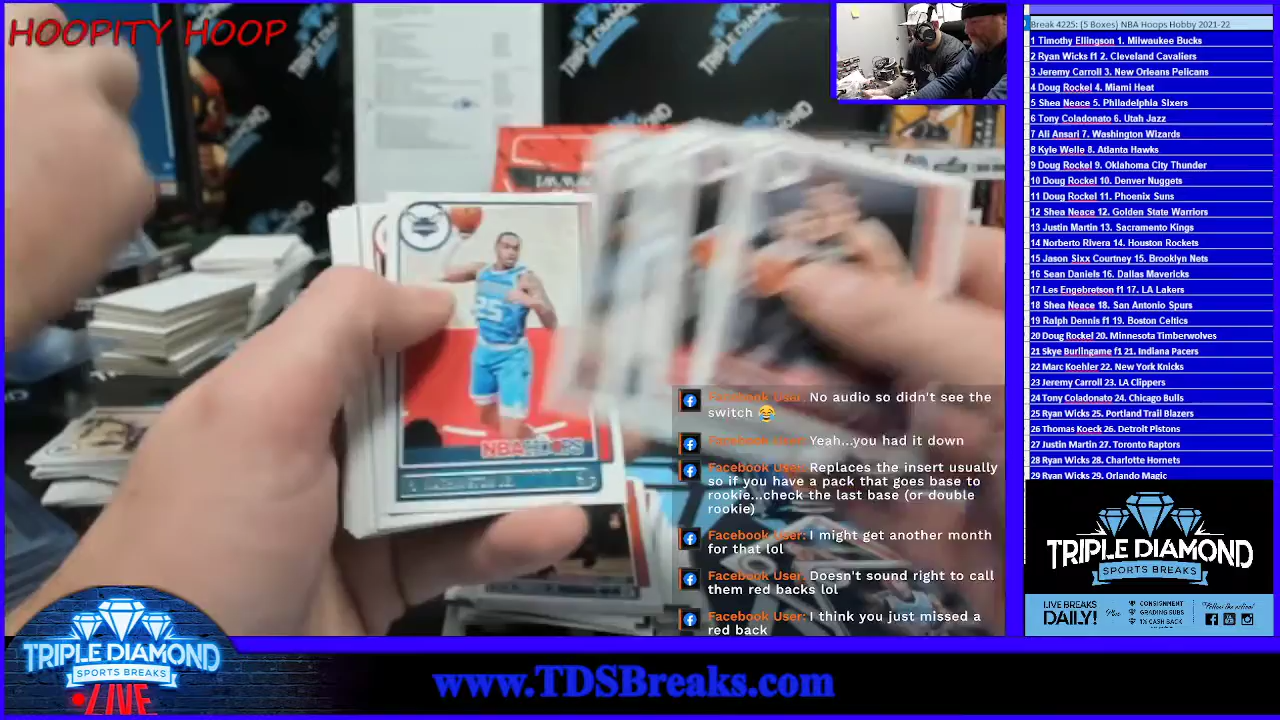 HOOPITY HOOP
25
NBA HOOPS
Break 4225: (5 Boxes) NBA Hoops Hobby 2021-22
1 Timothy Ellingson 1. Milwaukee Bucks
2 Ryan Wicks f1 2. Cleveland Cavaliers
3 Jeremy Carroll 3. New Orleans Pelicans
4 Doug Rockel 4. Miami Heat
5 Shea Neace 5. Philadelphia Sixers
6 Tony Coladonato 6. Utah Jazz
7 Ali Ansari 7. Washington Wizards
8 Kyle Welle 8. Atlanta Hawks
9 Doug Rockel 9. Oklahoma City Thunder
10 Doug Rockel 10. Denver Nuggets
11 Doug Rockel 11. Phoenix Suns
12 Shea Neace 12. Golden State Warriors
13 Justin Martin 13. Sacramento Kings
14 Norberto Rivera 14. Houston Rockets
15 Jason Sixx Courtney 15. Brooklyn Nets
16 Sean Daniels 16. Dallas Mavericks
17 Les Engebretson f1 17. LA Lakers
18 Shea Neace 18. San Antonio Spurs
19 Ralph Dennis f1 19. Boston Celtics
20 Doug Rockel 20. Minnesota Timberwolves
21 Skye Burlingame f1 21. Indiana Pacers
22 Marc Koehler 22. New York Knicks
23 Jeremy Carroll 23. LA Clippers
24 Tony Coladonato 24. Chicago Bulls
25 Ryan Wicks 25. Portland Trail Blazers
26 Thomas Koeck 26. Detroit Pistons
27 Justin Martin 27. Toronto Raptors
28 Ryan Wicks 28. Charlotte Hornets
29 Ryan Wicks 29. Orlando Magic
Facebook User: No audio so didn't see the
switch 😂
Facebook User: Yeah...you had it down
Facebook User: Replaces the insert usually
so if you have a pack that goes base to
rookie...check the last base (or double
rookie)
Facebook User: I might get another month
for that lol
Facebook User: Doesn't sound right to call
them red backs lol
Facebook User: I think you just missed a
red back
TRIPLE DIAMOND
SPORTS BREAKS
LIVE BREAKS
DAILY!
Plus
CONSIGNMENT
GRADING SUBS
1% CASH BACK
Follow the action!
TRIPLE DIAMOND
SPORTS BREAKS
LIVE
www.TDSBreaks.com